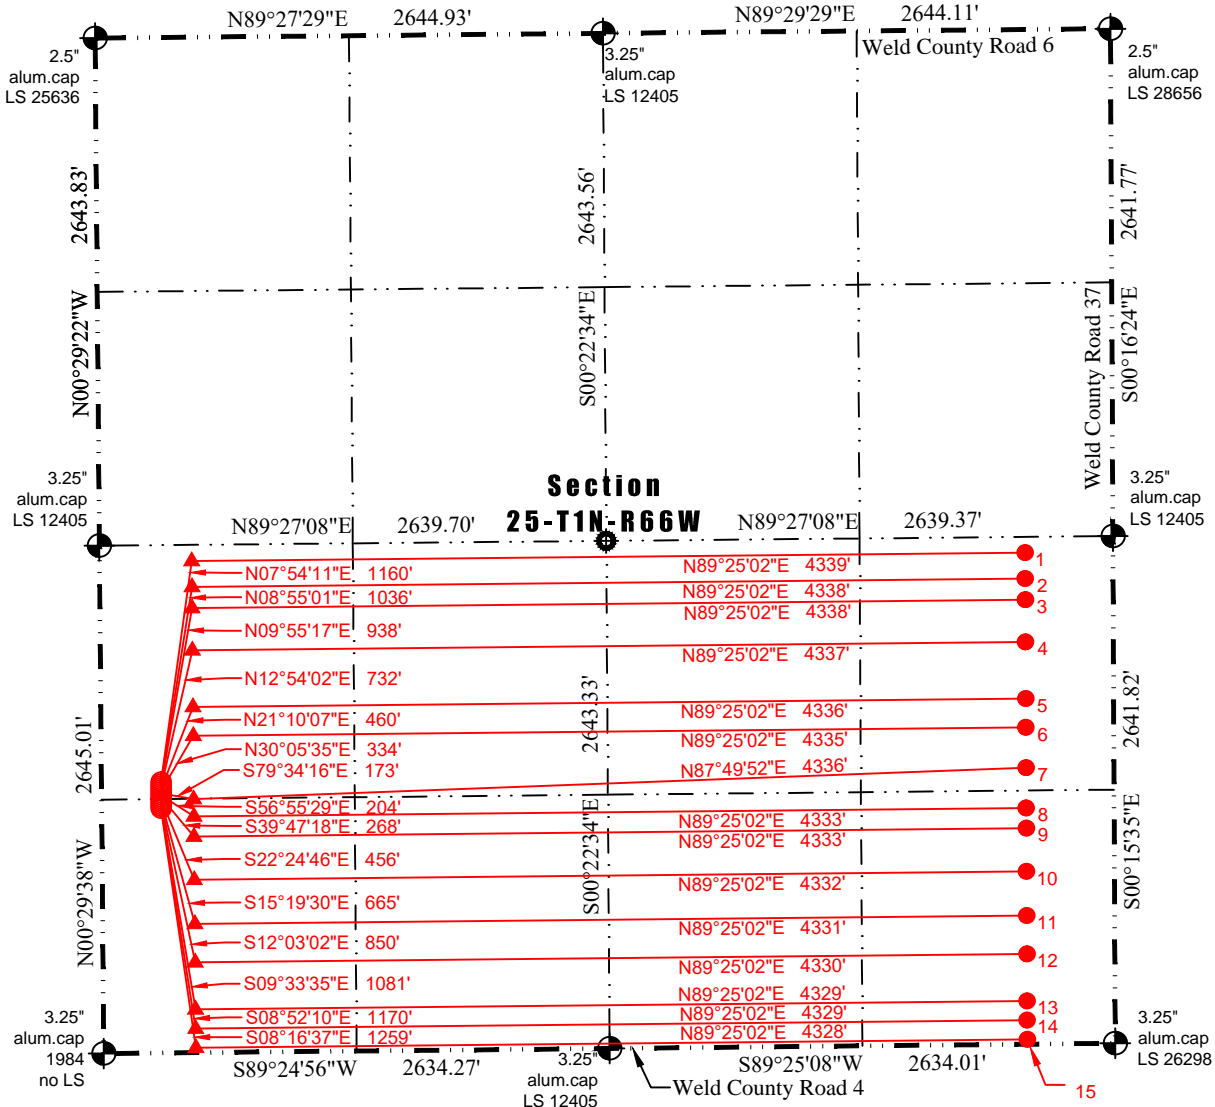 N89°27'29"E 2644.93'
N89°29'29"E 2644.11'
Weld County Road 6
2.5"
alum.cap
LS 25636
3.25"
alum.cap
LS 12405
2.5"
alum.cap
LS 28656
2643.83'
2643.56'
2641.77'
N00°29'22"W
S00°22'34"E
Weld County Road 37
S00°16'24"E
3.25"
alum.cap
LS 12405
Section
25-T1N-R66W
3.25"
alum.cap
LS 12405
N89°27'08"E 2639.70'
N89°27'08"E 2639.37'
N89°25'02"E 4339' 1
N07°54'11"E 1160'
N89°25'02"E 4338' 2
N08°55'01"E 1036'
N89°25'02"E 4338' 3
N09°55'17"E 938'
N89°25'02"E 4337' 4
N12°54'02"E 732'
2645.01'
2643.33'
2641.82'
N89°25'02"E 4336' 5
N21°10'07"E 460'
N89°25'02"E 4335' 6
N30°05'35"E 334'
S79°34'16"E 173'
N87°49'52"E 4336' 7
S56°55'29"E 204'
N89°25'02"E 4333' 8
S39°47'18"E 268'
N89°25'02"E 4333' 9
S22°24'46"E 456'
N89°25'02"E 4332' 10
N00°29'38"W
S00°22'34"E
S00°15'35"E
S15°19'30"E 665'
N89°25'02"E 4331' 11
S12°03'02"E 850'
N89°25'02"E 4330' 12
S09°33'35"E 1081'
N89°25'02"E 4329' 13
S08°52'10"E 1170'
N89°25'02"E 4329' 14
S08°16'37"E 1259'
N89°25'02"E 4328'
15
3.25"
alum.cap
1984
no LS
S89°24'56"W 2634.27'
3.25"
alum.cap
LS 12405
S89°25'08"W 2634.01'
Weld County Road 4
3.25"
alum.cap
LS 26298